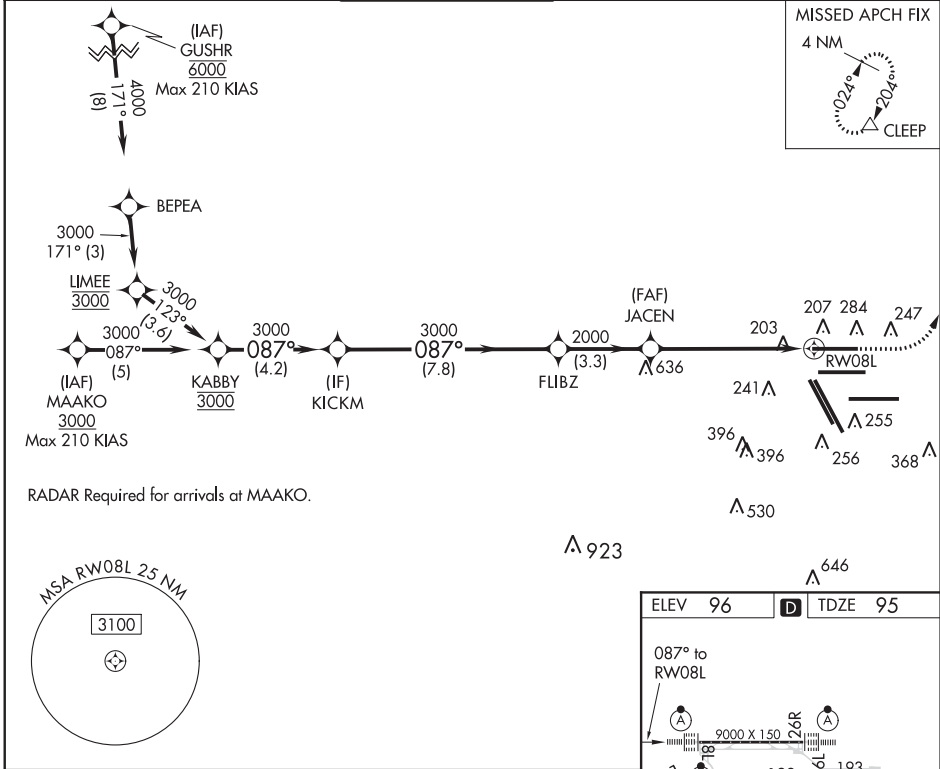 (IAF)
GUSHR
6000
Max 210 KIAS
4000
171°
(8)
MISSED APCH FIX
4 NM
024°
204°
CLEEP
BEPEA
3000
171° (3)
LIMEE
3000
3000
123°
(3.6)
3000
087°
(5)
(IAF)
MAAKO
3000
Max 210 KIAS
KABBY
3000
3000
087°
(4.2)
(IF)
KICKM
3000
087°
(7.8)
FLIBZ
2000
(3.3)
(FAF)
JACEN
636
203
207
284
247
RW08L
241
255
396
396
256
368
530
923
646
RADAR Required for arrivals at MAAKO.
MSA RW08L 25 NM
3100
ELEV 96
D
TDZE 95
087° to
RW08L
A
A
9000 X 150
26R
8L
6L
193